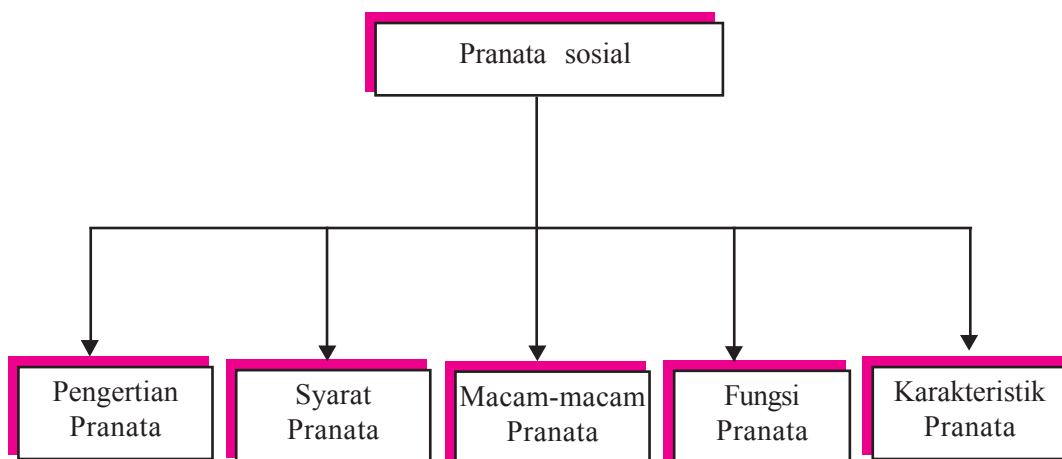 Pranata sosial
Pengertian
Pranata
Syarat
Pranata
Macam-macam
Pranata
Fungsi
Pranata
Karakteristik
Pranata